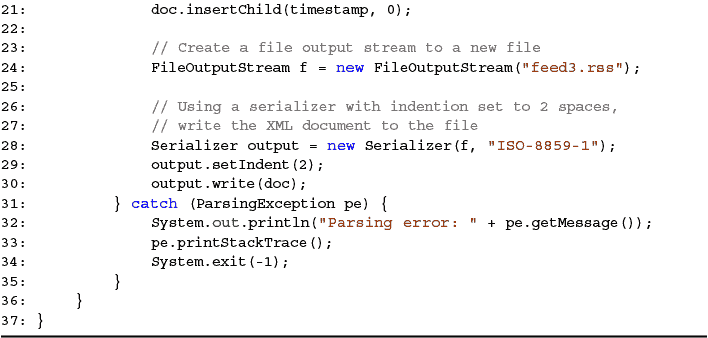 21:             doc.insertChild(timestamp, 0);
22:
23:             // Create a file output stream to a new file
24:             FileOutputStream f = new FileOutputStream("feed3.rss");
25:
26:             // Using a serializer with indention set to 2 spaces,
27:             // write the XML document to the file
28:             Serializer output = new Serializer(f, "ISO-8859-1");
29:             output.setIndent(2);
30:             output.write(doc);
31:         } catch (ParsingException pe) {
32:             System.out.println("Parsing error: " + pe.getMessage());
33:             pe.printStackTrace();
34:             System.exit(-1);
35:         }
36:     }
37: }